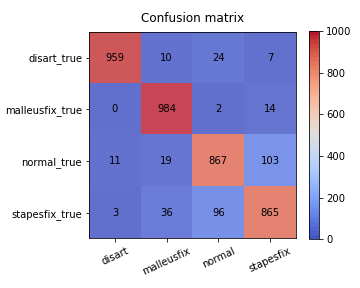 Confusion matrix
disart_true 959 10 24 7
malleusfix_true 0 984 2 14
normal_true 11 19 867 103
stapesfix_true 3 36 96 865
disart malleusfix normal stapesfix
1000
800
600
400
200
0